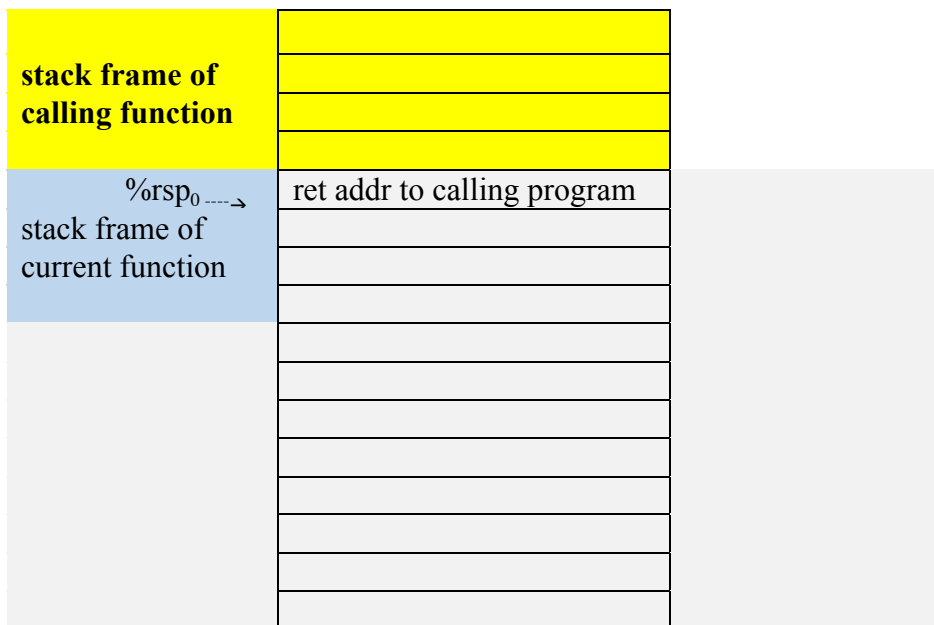 stack frame of
calling function
%rsp₀ ----→ ret addr to calling program
stack frame of
current function